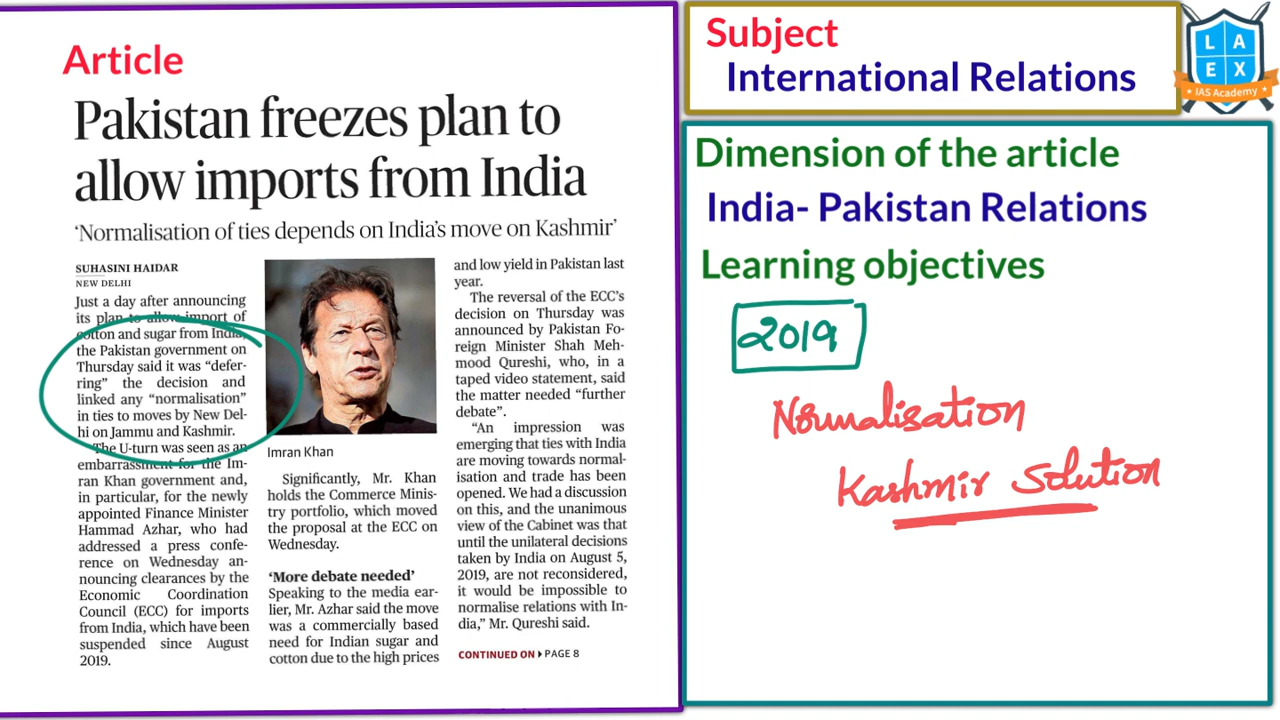 Article
Pakistan freezes plan to
allow imports from India
‘Normalisation of ties depends on India’s move on Kashmir’
SUHASINI HAIDAR
NEW DELHI
Just a day after announcing
its plan to allow import of
cotton and sugar from India,
the Pakistan government on
Thursday said it was “defer-
ring” the decision and
linked any “normalisation”
in ties to moves by New Del-
hi on Jammu and Kashmir.
The U-turn was seen as an
embarrassment for the Im-
ran Khan government and,
in particular, for the newly
appointed Finance Minister
Hammad Azhar, who had
addressed a press confe-
rence on Wednesday an-
nouncing clearances by the
Economic Coordination
Council (ECC) for imports
from India, which have been
suspended since August
2019.
Imran Khan
Significantly, Mr. Khan
holds the Commerce Minis-
try portfolio, which moved
the proposal at the ECC on
Wednesday.
‘More debate needed’
Speaking to the media ear-
lier, Mr. Azhar said the move
was a commercially based
need for Indian sugar and
cotton due to the high prices
and low yield in Pakistan last
year.
The reversal of the ECC’s
decision on Thursday was
announced by Pakistan Fo-
reign Minister Shah Meh-
mood Qureshi, who, in a
taped video statement, said
the matter needed “further
debate”.
“An impression was
emerging that ties with India
are moving towards normal-
isation and trade has been
opened. We had a discussion
on this, and the unanimous
view of the Cabinet was that
until the unilateral decisions
taken by India on August 5,
2019, are not reconsidered,
it would be impossible to
normalise relations with In-
dia,” Mr. Qureshi said.
CONTINUED ON PAGE 8
Subject
International Relations
L A
E X
IAS Academy
Dimension of the article
India- Pakistan Relations
Learning objectives
2019
Normalisation
Kashmir solution